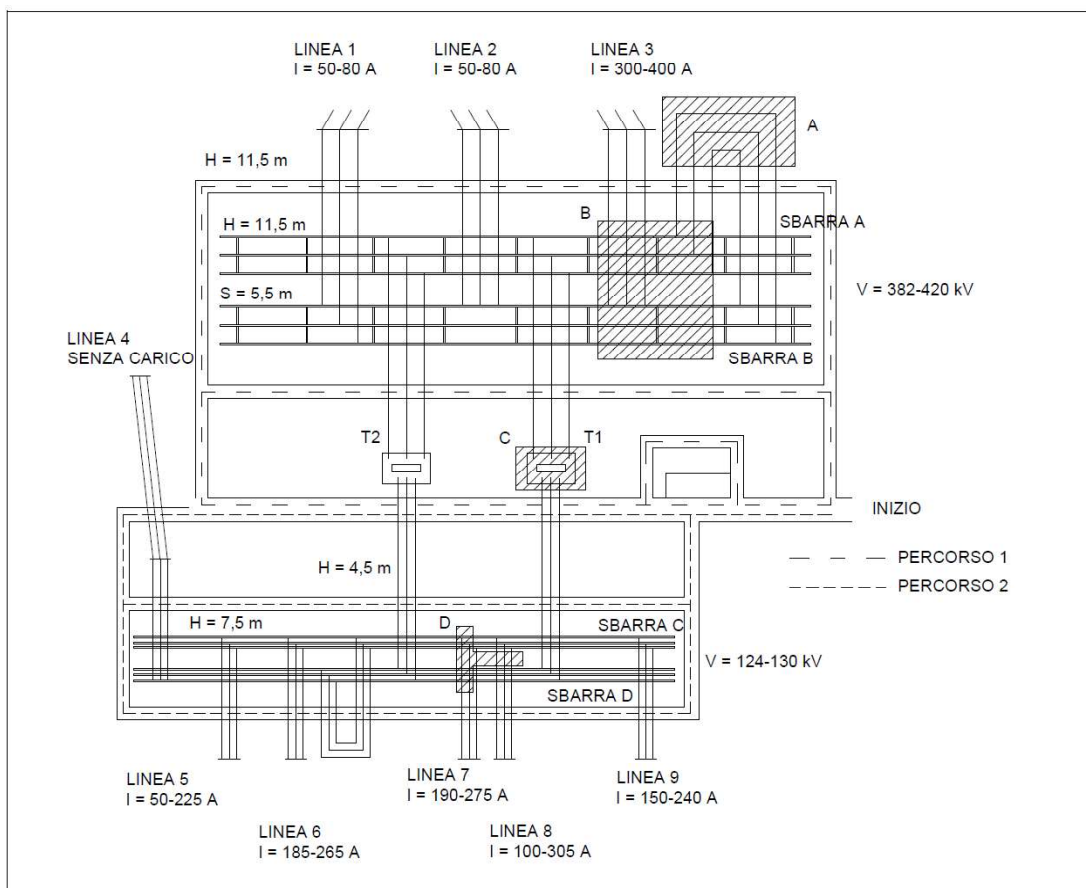 LINEA 1
I = 50-80 A
LINEA 2
I = 50-80 A
LINEA 3
I = 300-400 A
A
H = 11,5 m
B
H = 11,5 m
SBARRA A
S = 5,5 m
V = 382-420 kV
LINEA 4
SENZA CARICO
SBARRA B
T2
C
T1
INIZIO
H = 4,5 m
PERCORSO 1
PERCORSO 2
H = 7,5 m
D
SBARRA C
V = 124-130 kV
SBARRA D
LINEA 5
I = 50-225 A
LINEA 7
I = 190-275 A
LINEA 9
I = 150-240 A
LINEA 6
I = 185-265 A
LINEA 8
I = 100-305 A